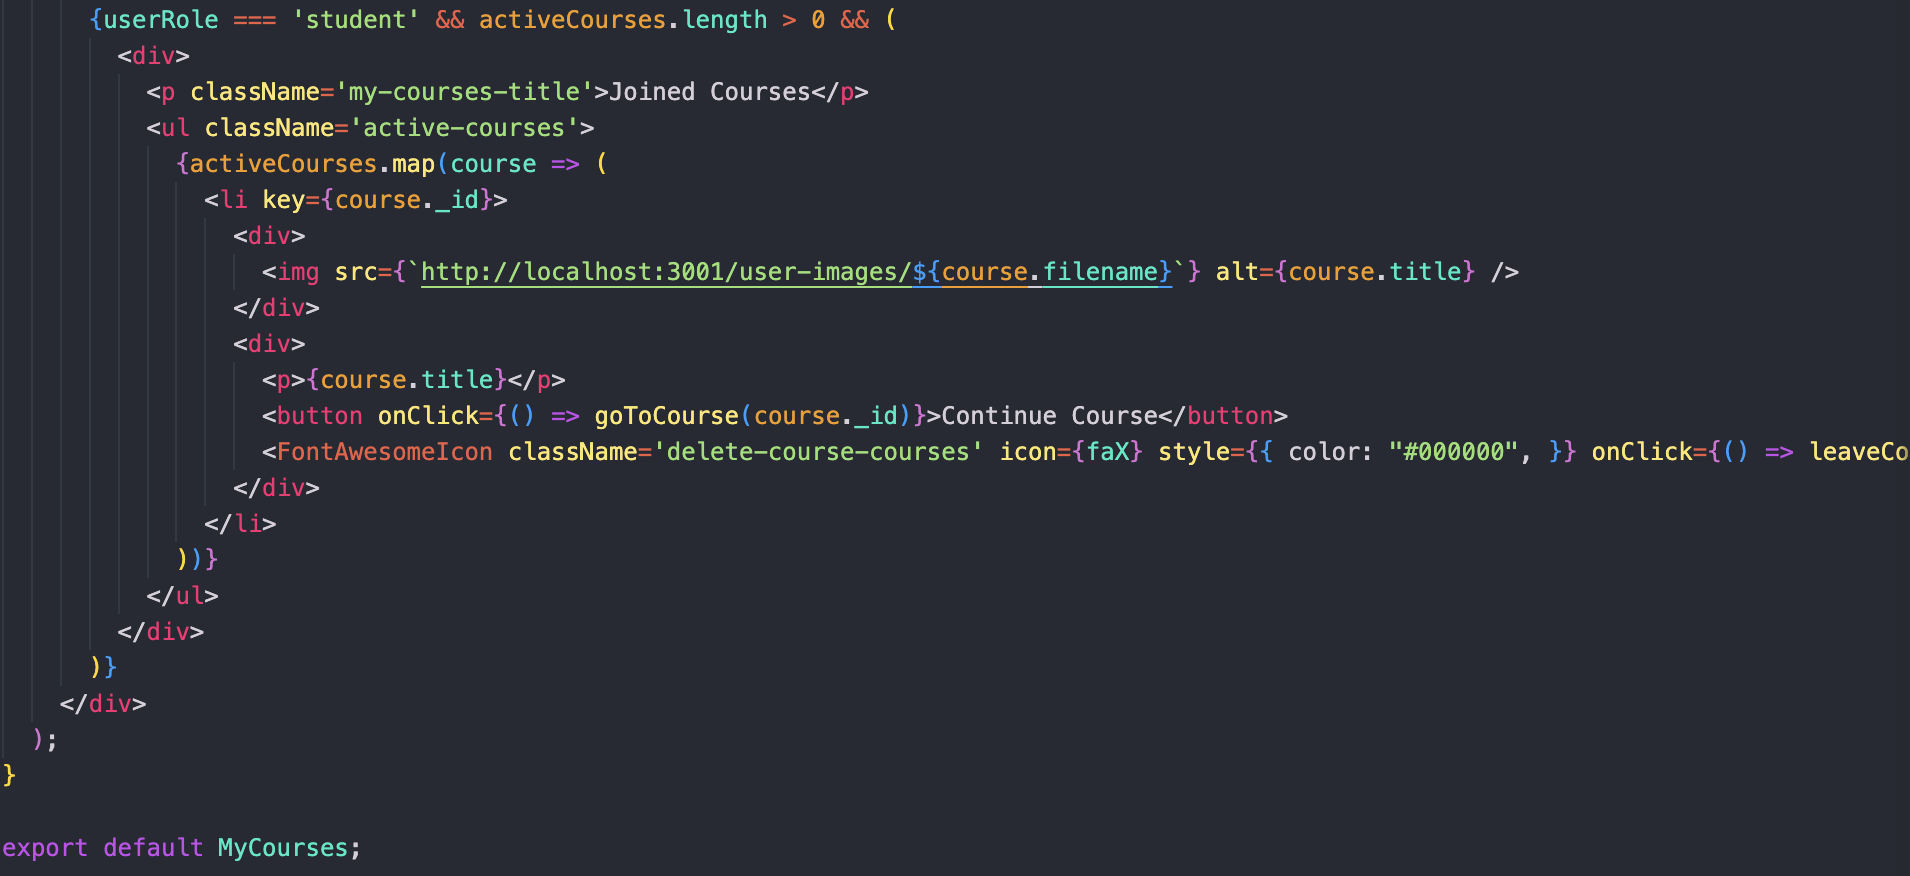 {userRole === 'student' && activeCourses.length > 0 && (
<div>
<p className='my-courses-title'>Joined Courses</p>
<ul className='active-courses'>
{activeCourses.map(course => (
<li key={course._id}>
<div>
<img src={`http://localhost:3001/user-images/${course.filename}`} alt={course.title} />
</div>
<div>
<p>{course.title}</p>
<button onClick={() => goToCourse(course._id)}>Continue Course</button>
<FontAwesomeIcon className='delete-course-courses' icon={faX} style={{ color: "#000000", }} onClick={() => leaveCo
</div>
</li>
))}
</ul>
</div>
)}
</div>
);
}
export default MyCourses;